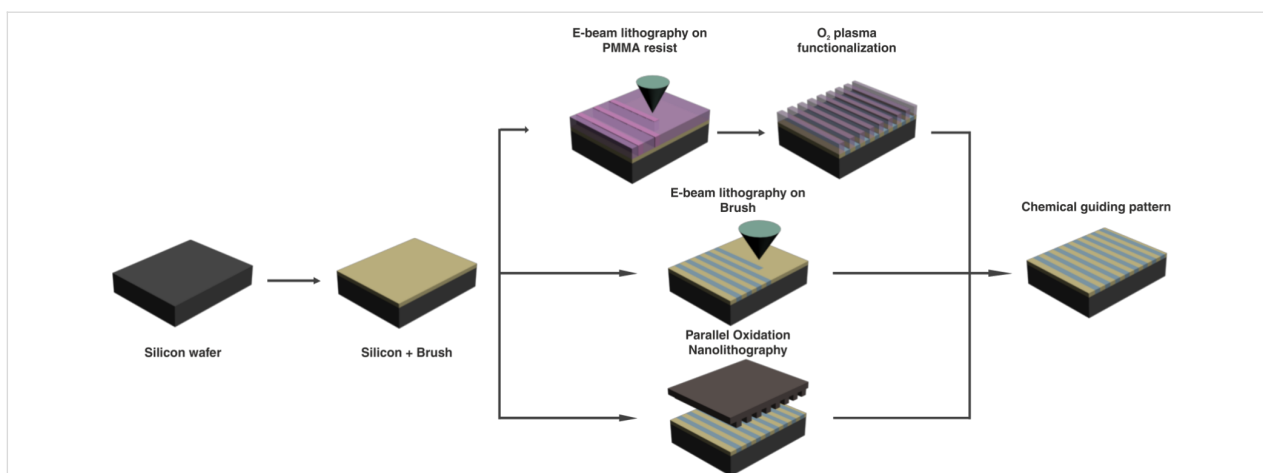 E-beam lithography on
PMMA resist
O₂ plasma
functionalization
E-beam lithography on
Brush
Chemical guiding pattern
Silicon wafer
Silicon + Brush
Parallel Oxidation
Nanolithography